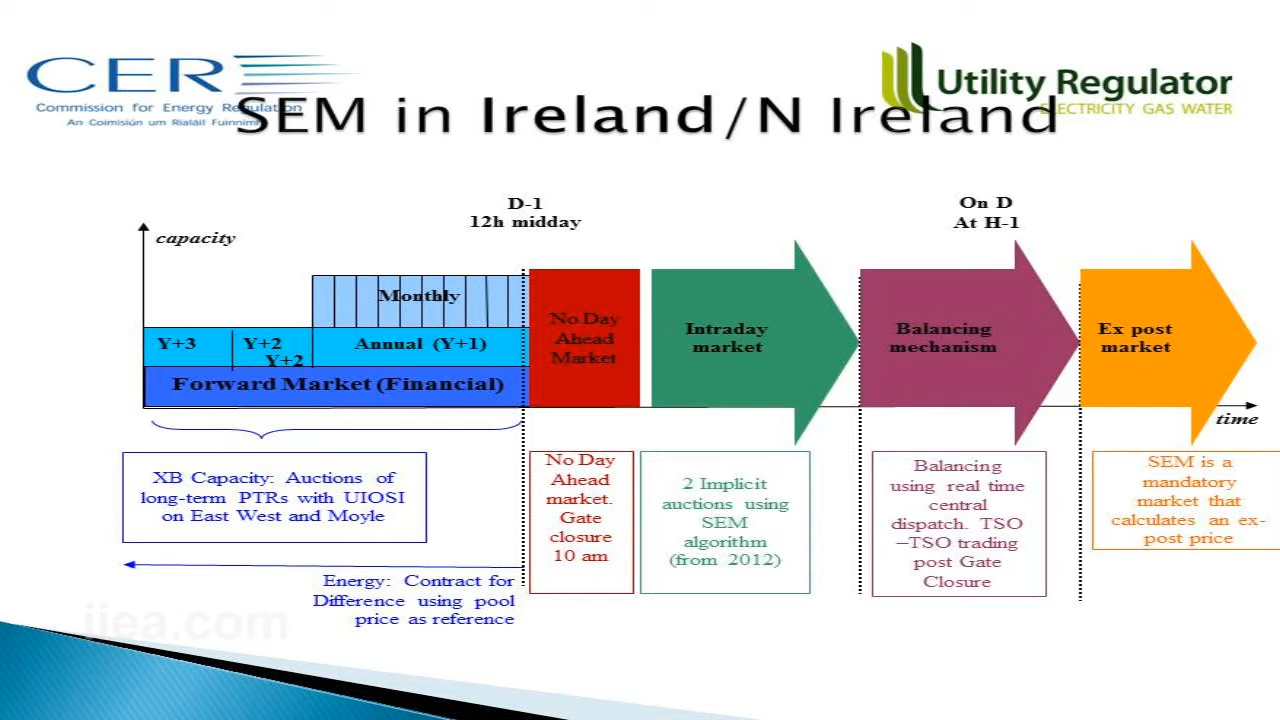 CER
Commission for Energy Regulation
An Coimisiún um Rialáil Fuinnimh
Utility Regulator
ELECTRICITY GAS WATER
SEM in Ireland/N Ireland
D-1
12h midday
On D
At H-1
capacity
Monthly
Y+3
Y+2
Y+2
Annual (Y+1)
Forward Market (Financial)
No Day
Ahead
Market
Intraday
market
Balancing
mechanism
Ex post
market
time
XB Capacity: Auctions of
long-term PTRs with UIOSI
on East West and Moyle
Energy: Contract for
Difference using pool
price as reference
No Day
Ahead
market.
Gate
closure
10 am
2 Implicit
auctions using
SEM
algorithm
(from 2012)
Balancing
using real time
central
dispatch. TSO
–TSO trading
post Gate
Closure
SEM is a
mandatory
market that
calculates an ex-
post price
iiea.com